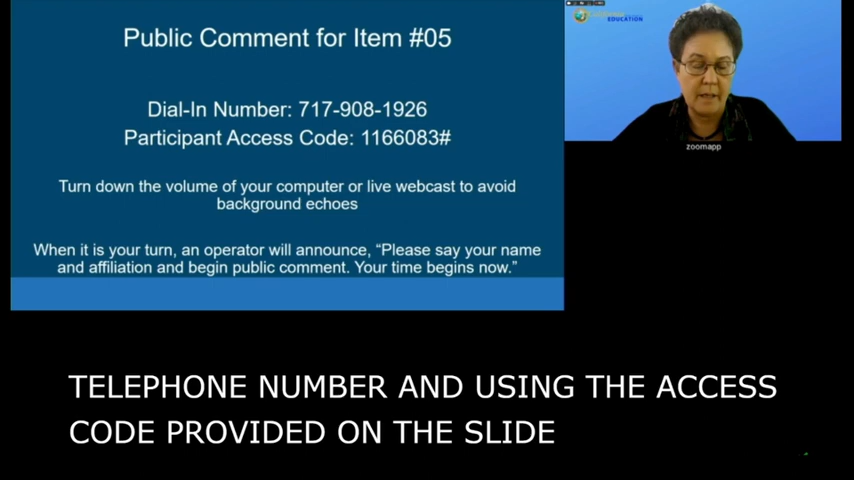 Public Comment for Item #05
Dial-In Number: 717-908-1926
Participant Access Code: 1166083#
Turn down the volume of your computer or live webcast to avoid
background echoes
When it is your turn, an operator will announce, “Please say your name
and affiliation and begin public comment. Your time begins now.”
EDUCATION
zoomapp
TELEPHONE NUMBER AND USING THE ACCESS
CODE PROVIDED ON THE SLIDE